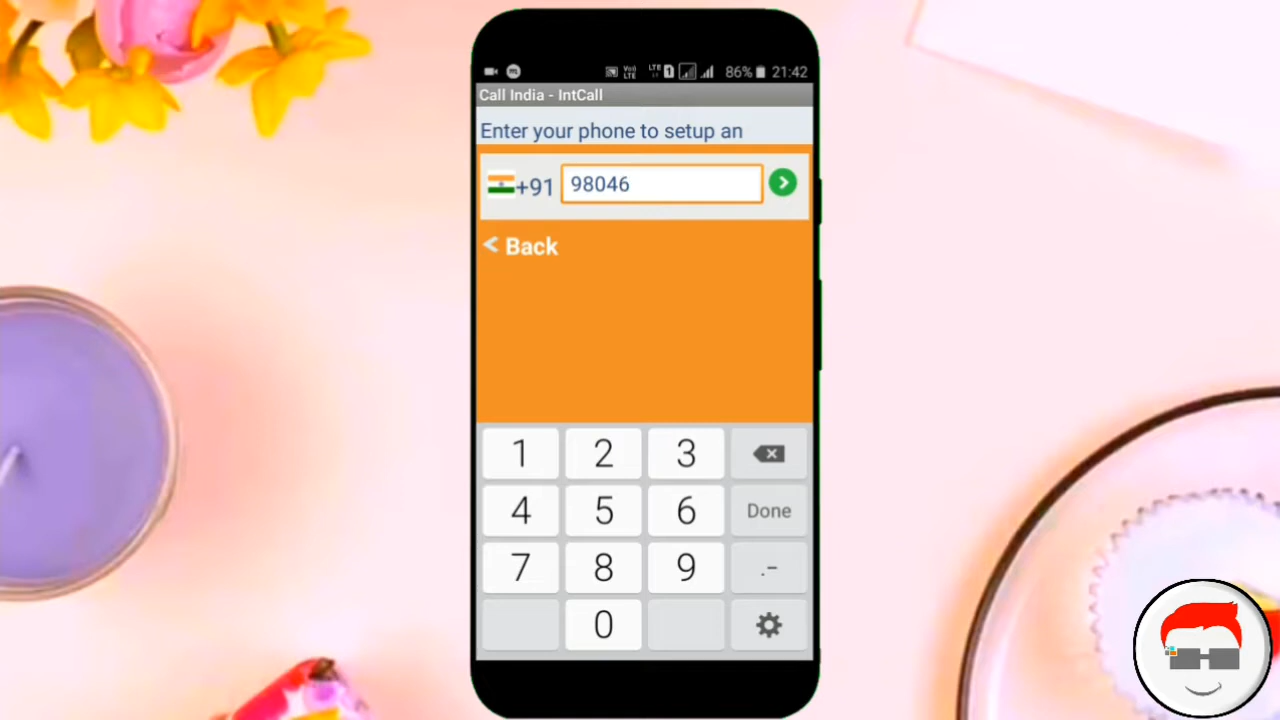 86% 21:42
Call India - IntCall
Enter your phone to setup an
+91 98046
< Back
1 2 3
4 5 6 Done
7 8 9 .-
0